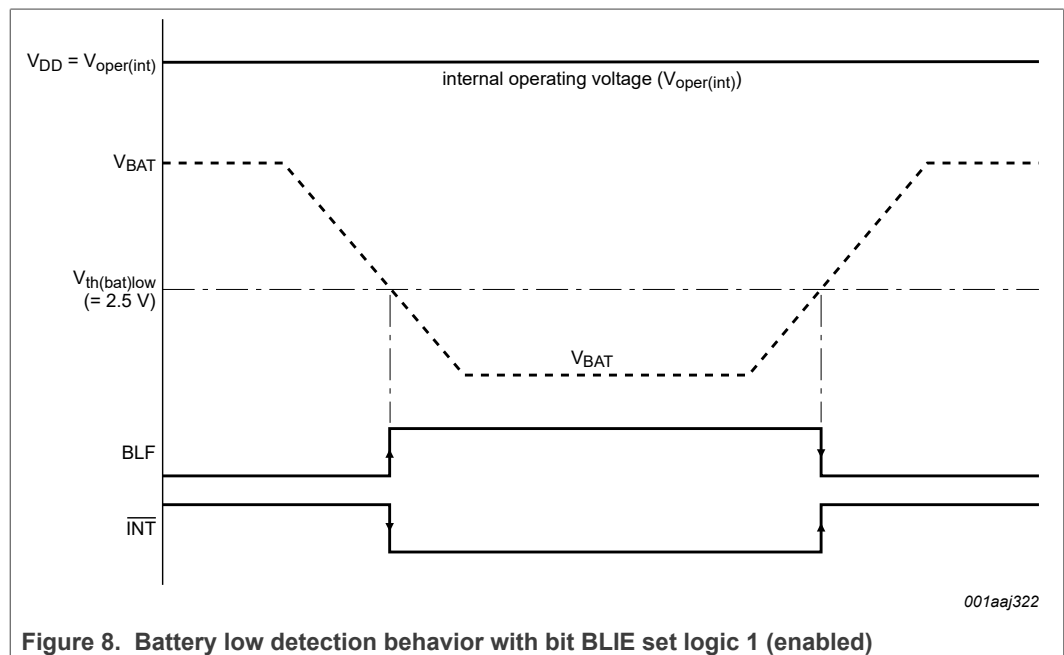 VDD = Voper(int)
internal operating voltage (Voper(int))
VBAT
Vth(bat)low
(= 2.5 V)
VBAT
BLF
INT
001aaj322
Figure 8. Battery low detection behavior with bit BLIE set logic 1 (enabled)